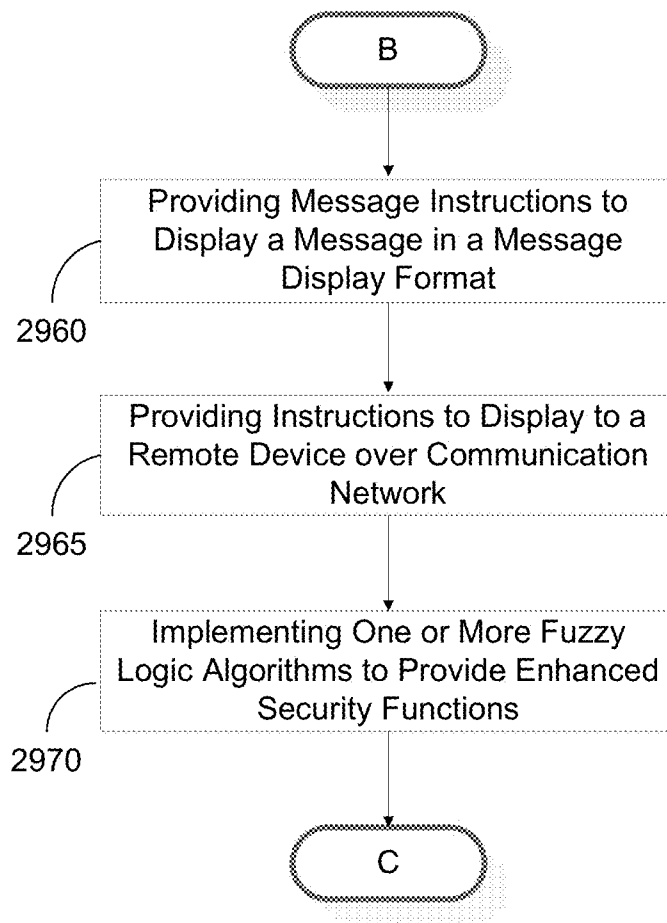 B
Providing Message Instructions to
Display a Message in a Message
Display Format
2960
Providing Instructions to Display to a
Remote Device over Communication
Network
2965
Implementing One or More Fuzzy
Logic Algorithms to Provide Enhanced
Security Functions
2970
C